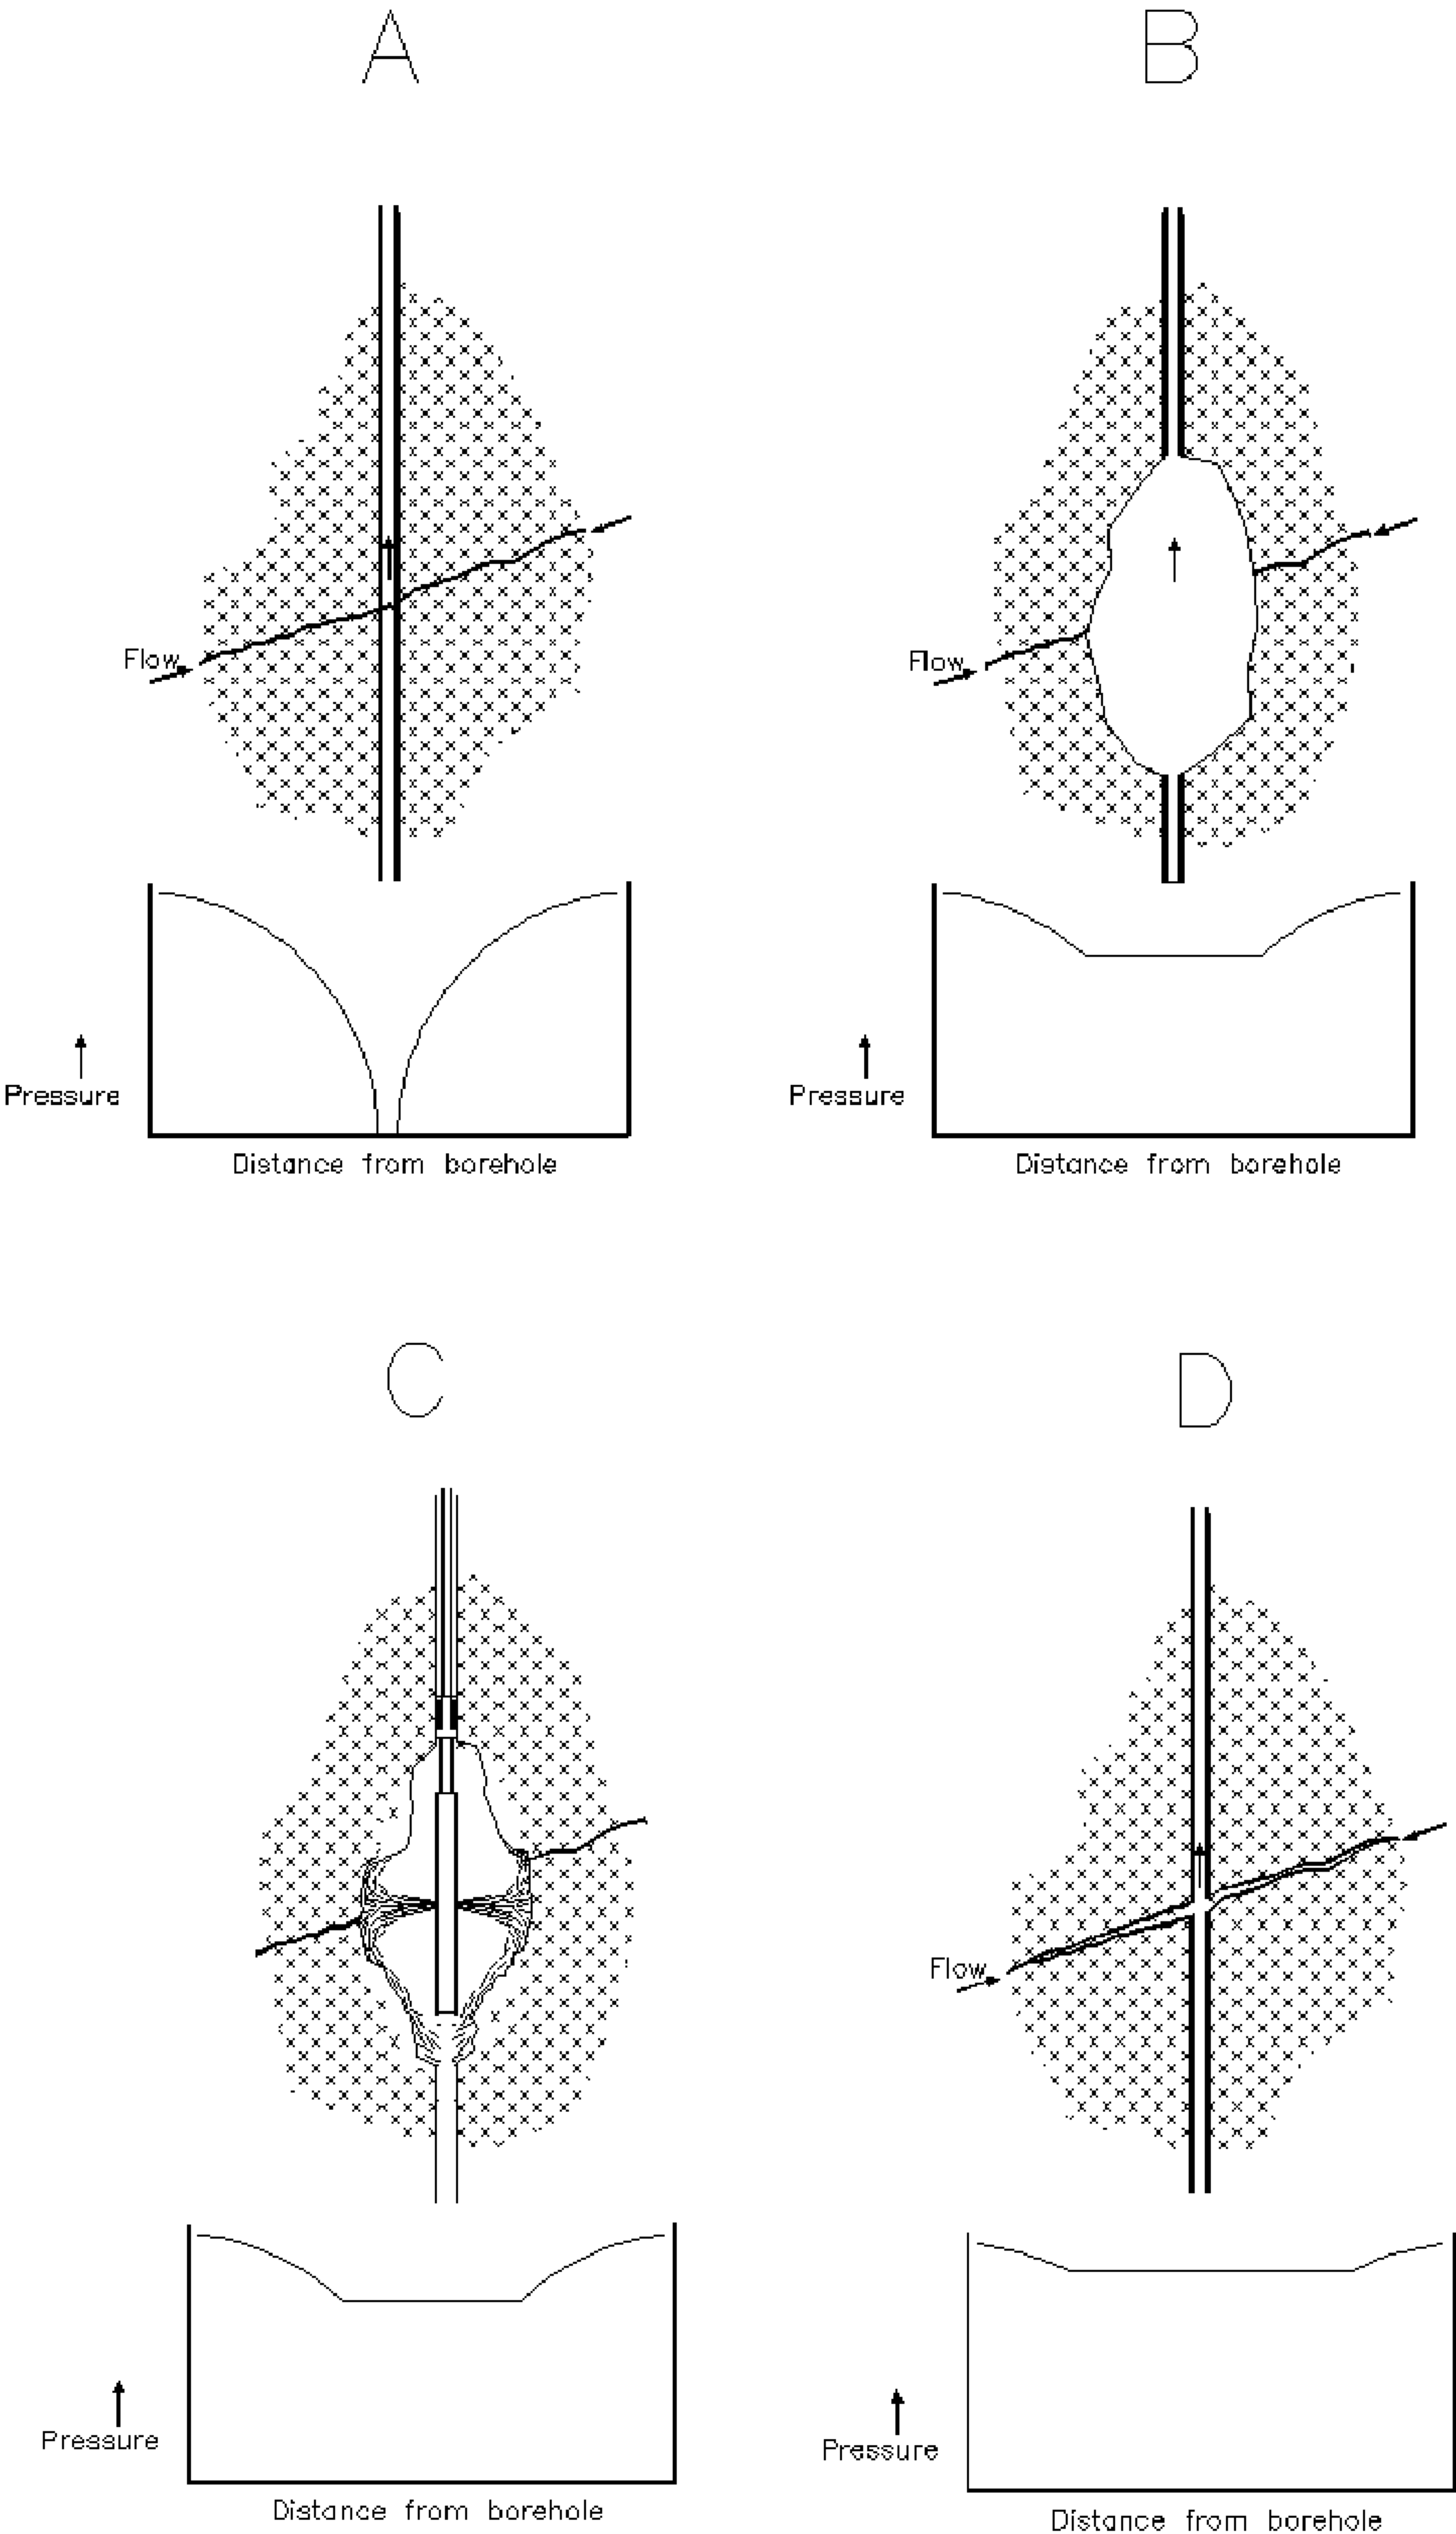 A
B
Flow
Flow
Pressure
Distance from borehole
Pressure
Distance from borehole
C
D
Flow
Pressure
Distance from borehole
Pressure
Distance from borehole